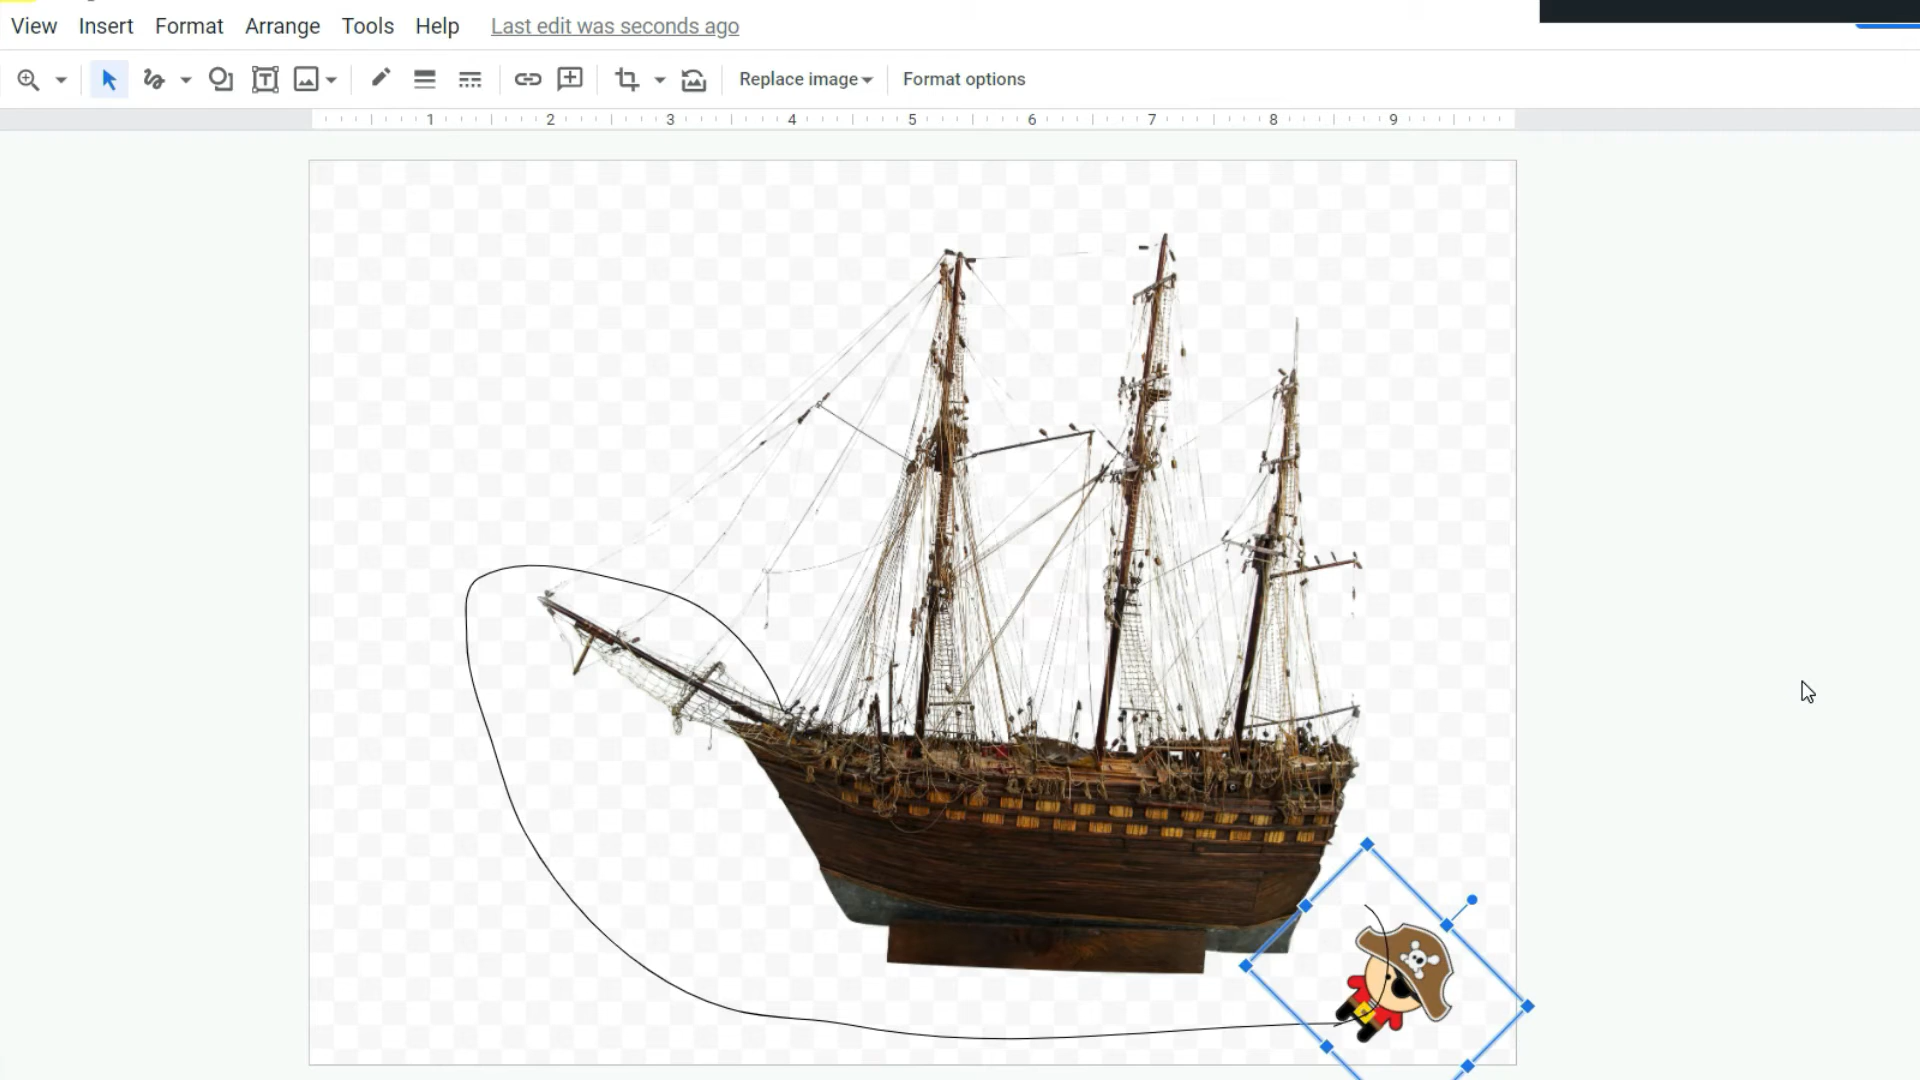 View Insert Format Arrange Tools Help Last edit was seconds ago
Replace image Format options
1 2 3 4 5 6 7 8 9